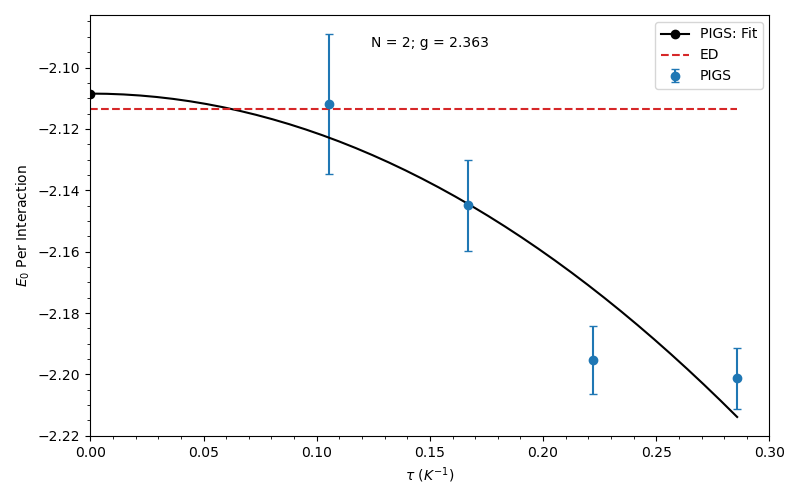 N = 2; g = 2.363
PIGS: Fit
ED
PIGS
−2.10
−2.12
−2.14
−2.16
−2.18
−2.20
−2.22
E₀ Per Interaction
0.00 0.05 0.10 0.15 0.20 0.25 0.30
τ (K⁻¹)